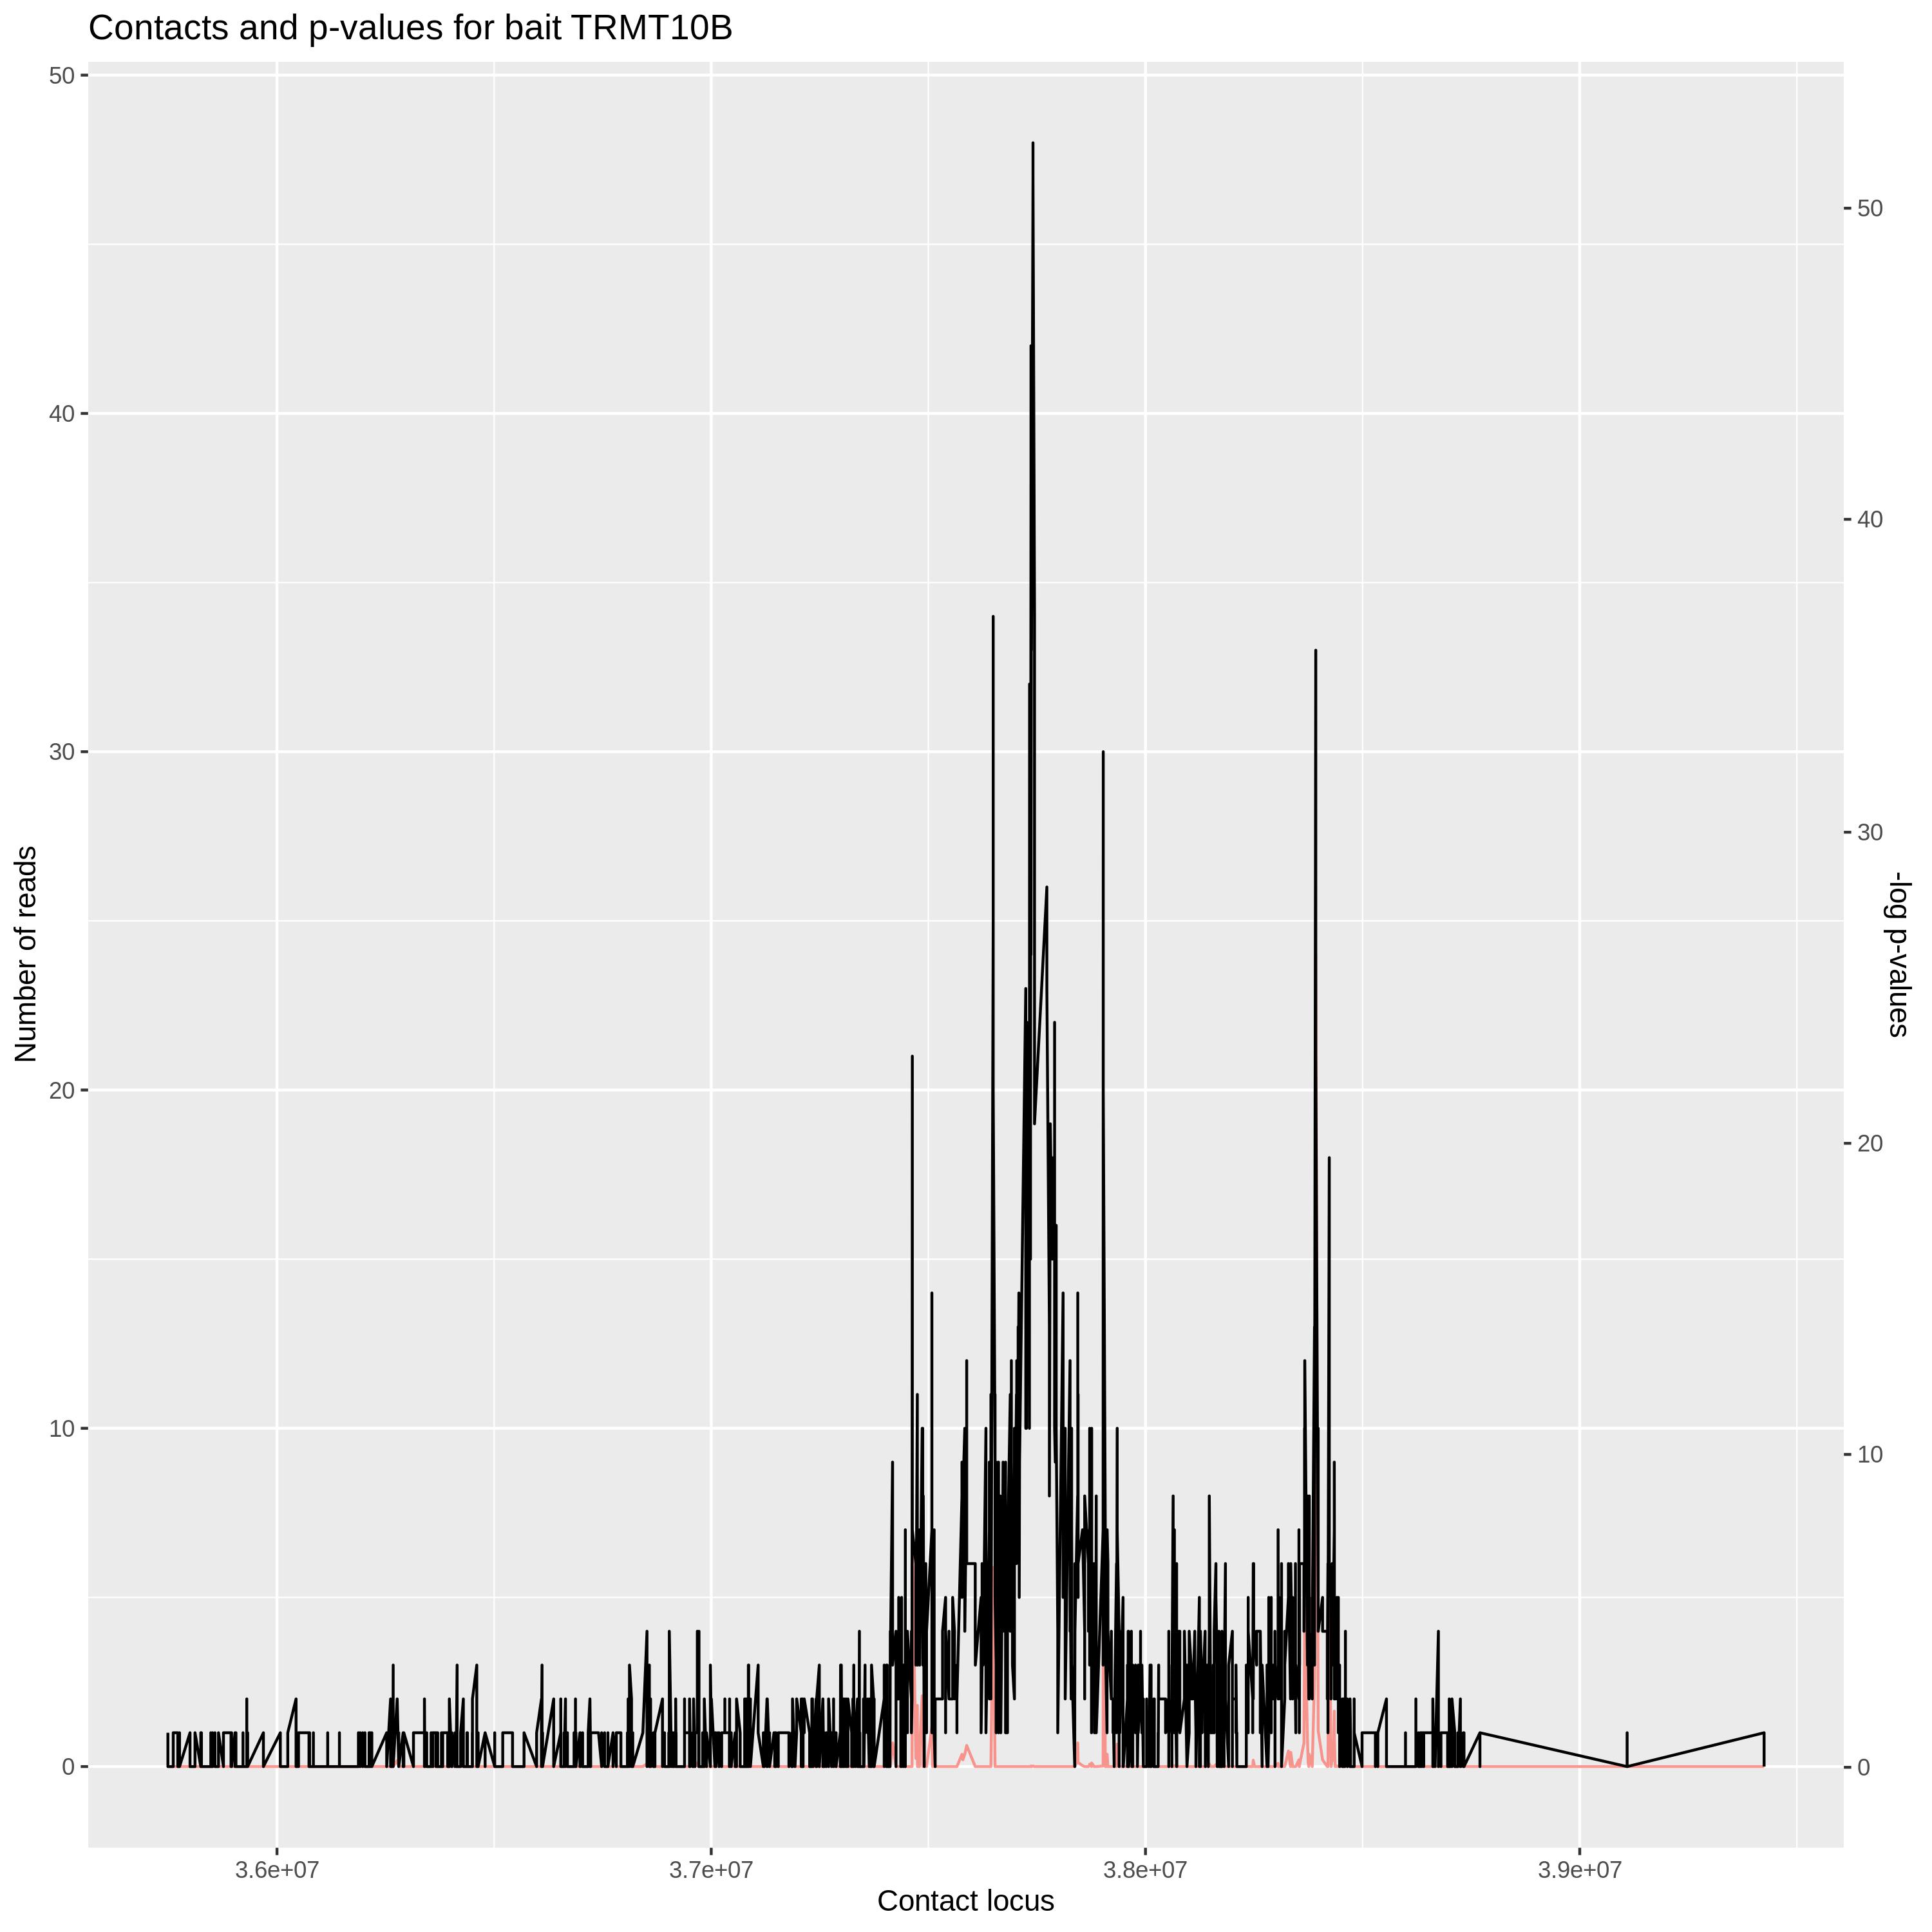 Contacts and p-values for bait TRMT10B
50
40
30
20
10
0
Number of reads
50
40
30
20
10
0
-log p-values
3.6e+07
3.7e+07
3.8e+07
3.9e+07
Contact locus